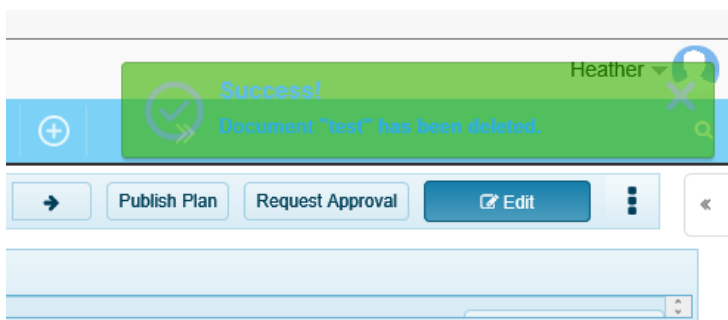 Heather
Success!
Document "test" has been deleted.
Publish Plan Request Approval Edit